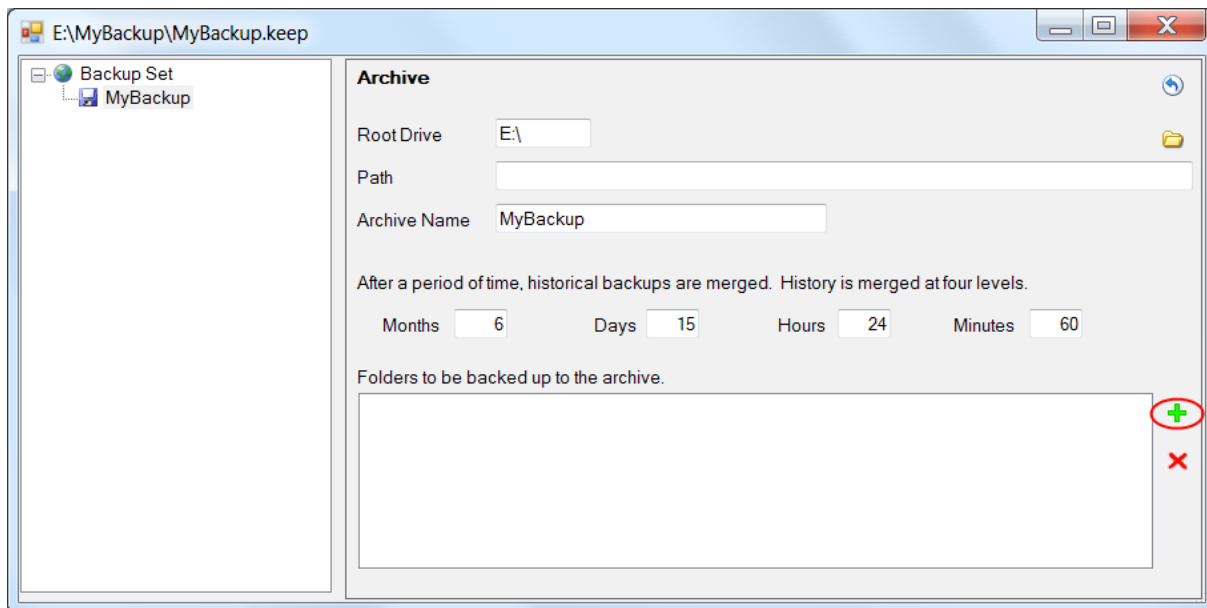 E:\MyBackup\MyBackup.keep
Backup Set
MyBackup
Archive
Root Drive E:\
Path
Archive Name MyBackup
After a period of time, historical backups are merged. History is merged at four levels.
Months 6 Days 15 Hours 24 Minutes 60
Folders to be backed up to the archive.